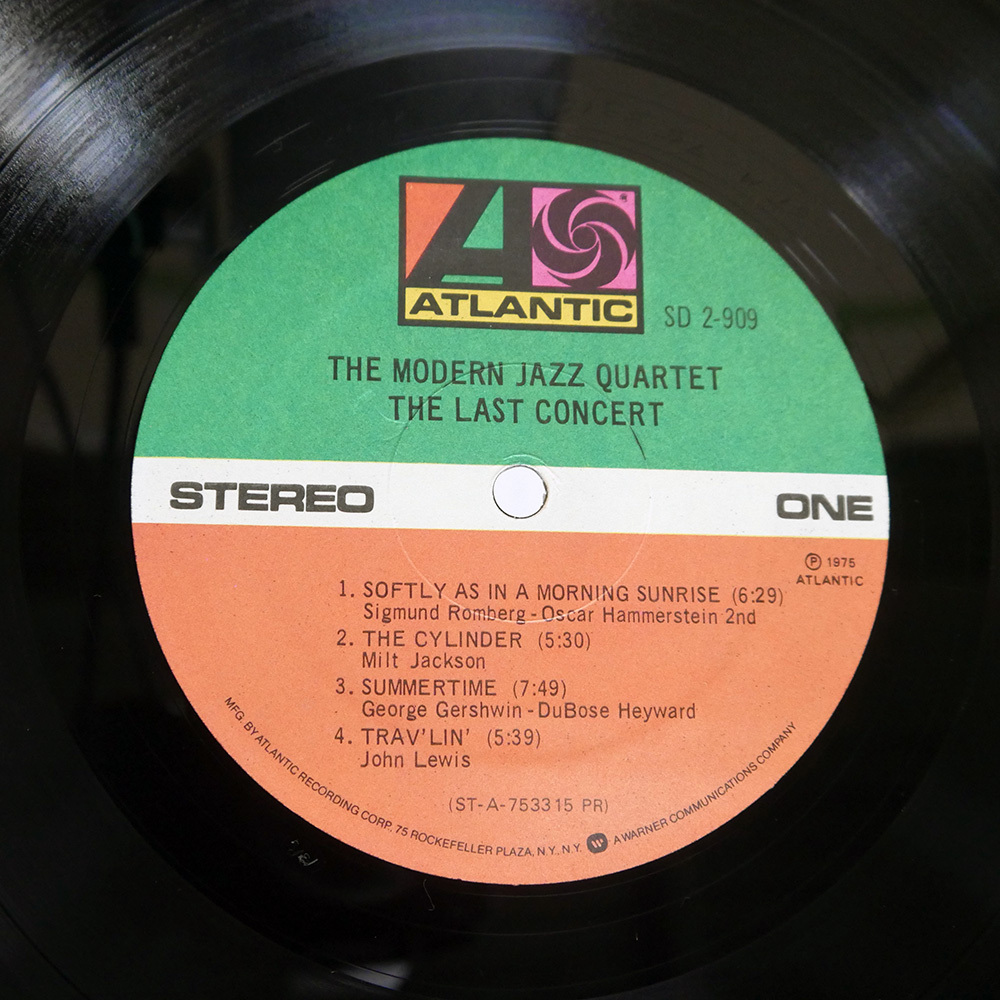 ATLANTIC
®
SD 2-909
THE MODERN JAZZ QUARTET
THE LAST CONCERT
STEREO
ONE
℗ 1975
ATLANTIC
1. SOFTLY AS IN A MORNING SUNRISE (6:29)
Sigmund Romberg - Oscar Hammerstein 2nd
2. THE CYLINDER (5:30)
Milt Jackson
3. SUMMERTIME (7:49)
George Gershwin - DuBose Heyward
4. TRAV'LIN' (5:39)
John Lewis
(ST-A-753315 PR)
MFG. BY ATLANTIC RECORDING CORP. 75 ROCKEFELLER PLAZA, N.Y., N.Y. A WARNER COMMUNICATIONS COMPANY